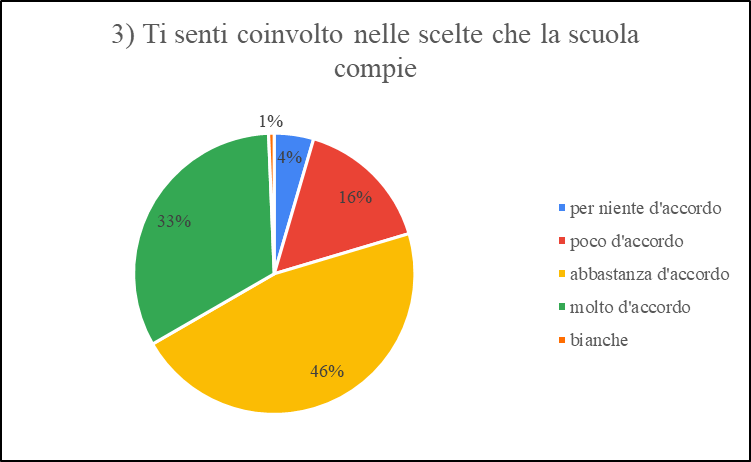 3) Ti senti coinvolto nelle scelte che la scuola
compie
1%
4%
16%
33%
46%
per niente d'accordo
poco d'accordo
abbastanza d'accordo
molto d'accordo
bianche